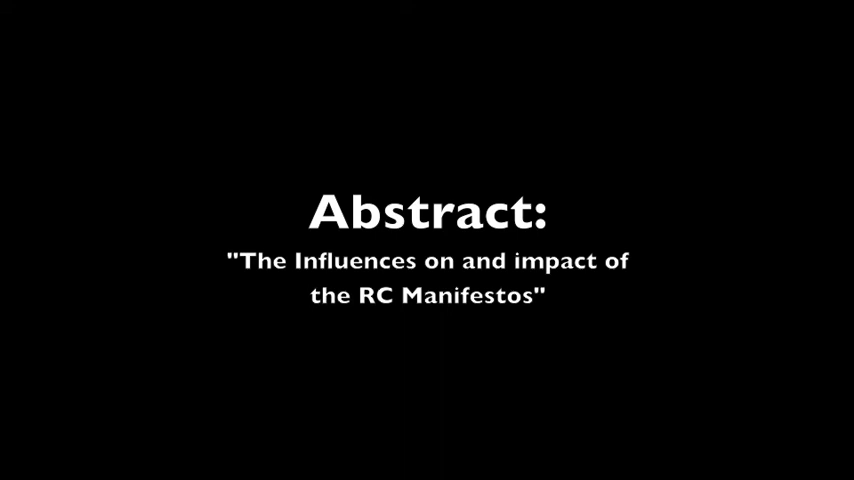 Abstract:
"The Influences on and impact of
the RC Manifestos"